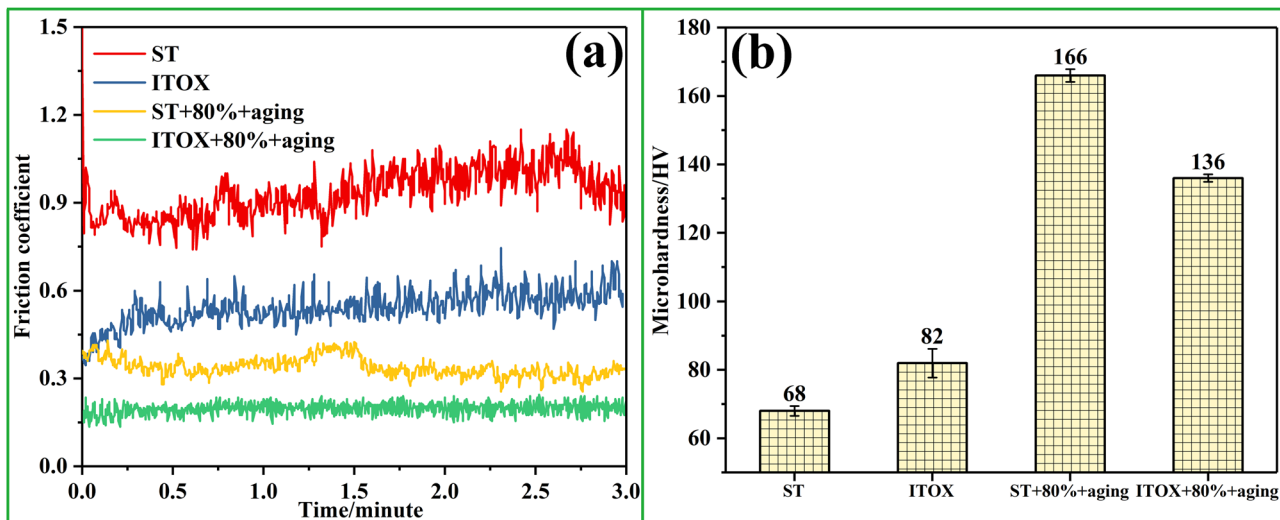 (a)
ST
ITOX
ST+80%+aging
ITOX+80%+aging
Friction coefficient
1.5
1.2
0.9
0.6
0.3
0.0
0.0 0.5 1.0 1.5 2.0 2.5 3.0
Time/minute
(b)
Microhardness/HV
180
160
140
120
100
80
60
68
82
166
136
ST ITOX ST+80%+aging ITOX+80%+aging